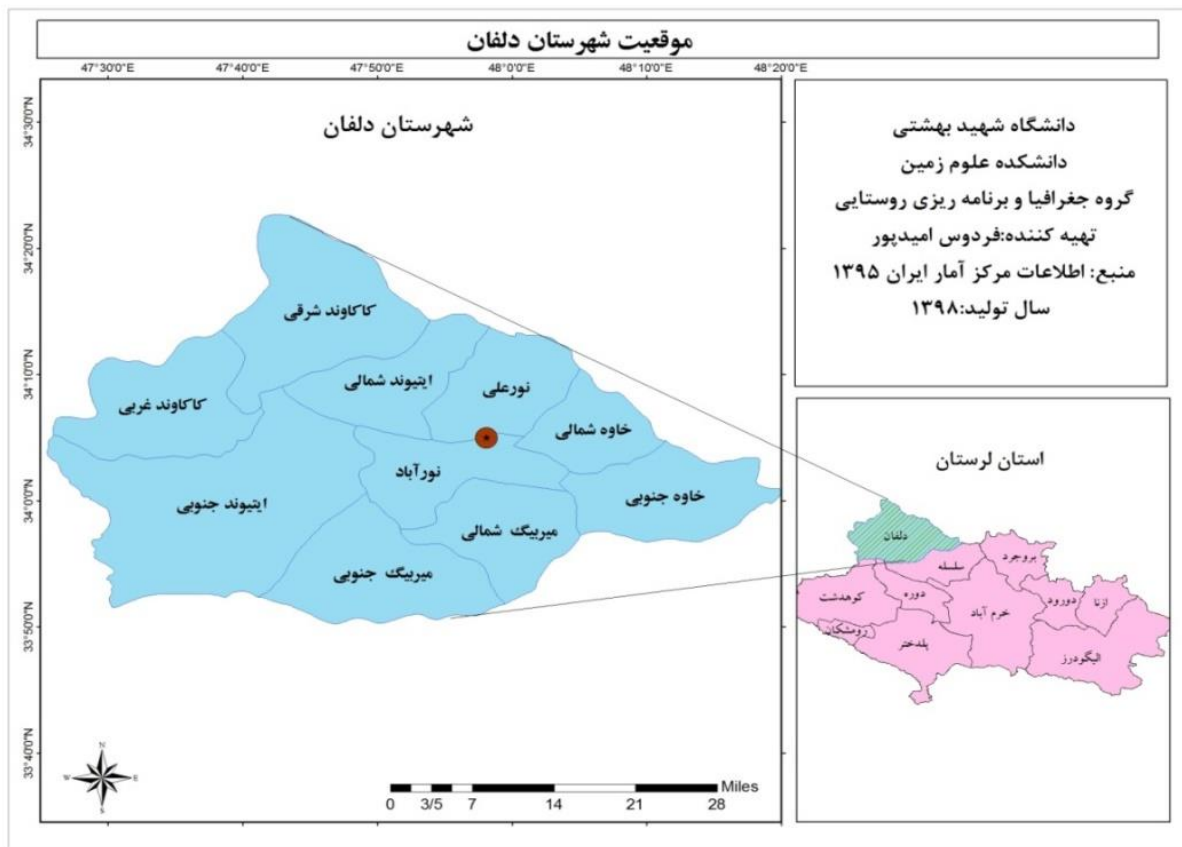 موقعیت شهرستان دلفان
47°30'0"E
47°40'0"E
47°50'0"E
48°0'0"E
48°10'0"E
48°20'0"E
34°30'0"N
34°20'0"N
34°10'0"N
34°0'0"N
33°50'0"N
33°40'0"N
شهرستان دلفان
کاکاوند شرقی
ایتیوند شمالی
نورعلی
کاکاوند غربی
خاوه شمالی
نورآباد
خاوه جنوبی
ایتیوند جنوبی
میربیگ شمالی
میربیگ جنوبی
N
W
E
S
Miles
0
3/5
7
14
21
28
دانشگاه شهید بهشتی
دانشکده علوم زمین
گروه جغرافیا و برنامه ریزی روستایی
تهیه کننده:فردوس امیدپور
منبع: اطلاعات مرکز آمار ایران ۱۳۹۵
سال تولید:۱۳۹۸
استان لرستان
دلفان
بروجرد
سلسله
دوره
کوهدشت
خرم آباد
دورود
ازنا
رومشکان
پلدختر
الیگودرز